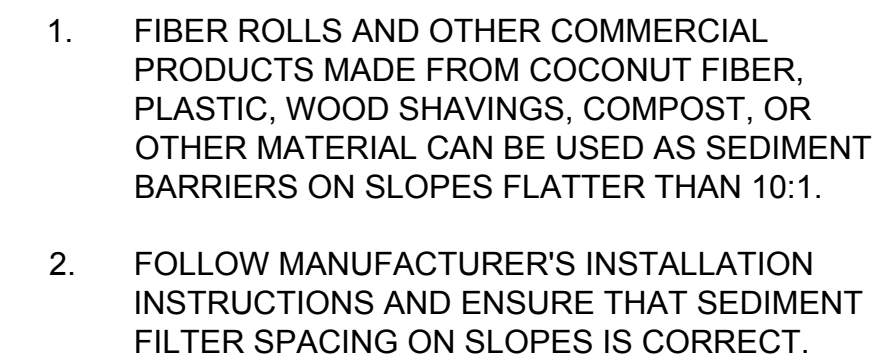 1. FIBER ROLLS AND OTHER COMMERCIAL
PRODUCTS MADE FROM COCONUT FIBER,
PLASTIC, WOOD SHAVINGS, COMPOST, OR
OTHER MATERIAL CAN BE USED AS SEDIMENT
BARRIERS ON SLOPES FLATTER THAN 10:1.
2. FOLLOW MANUFACTURER'S INSTALLATION
INSTRUCTIONS AND ENSURE THAT SEDIMENT
FILTER SPACING ON SLOPES IS CORRECT.